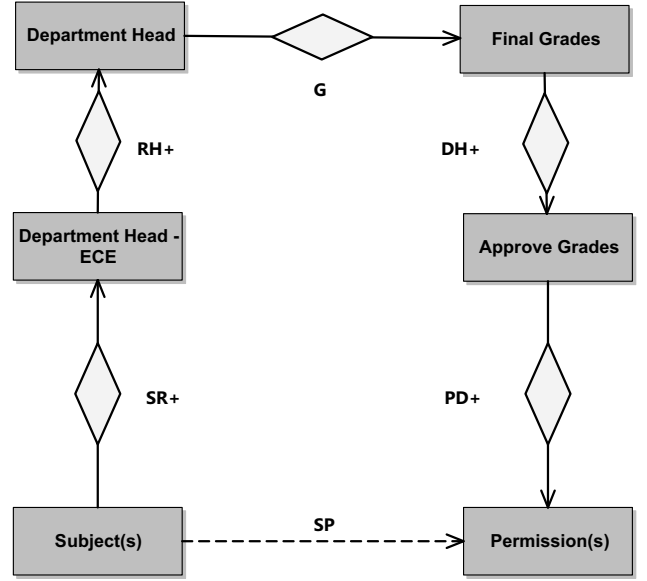 Department Head
Final Grades
G
RH+
DH+
Department Head -
ECE
Approve Grades
SR+
PD+
Subject(s)
SP
Permission(s)